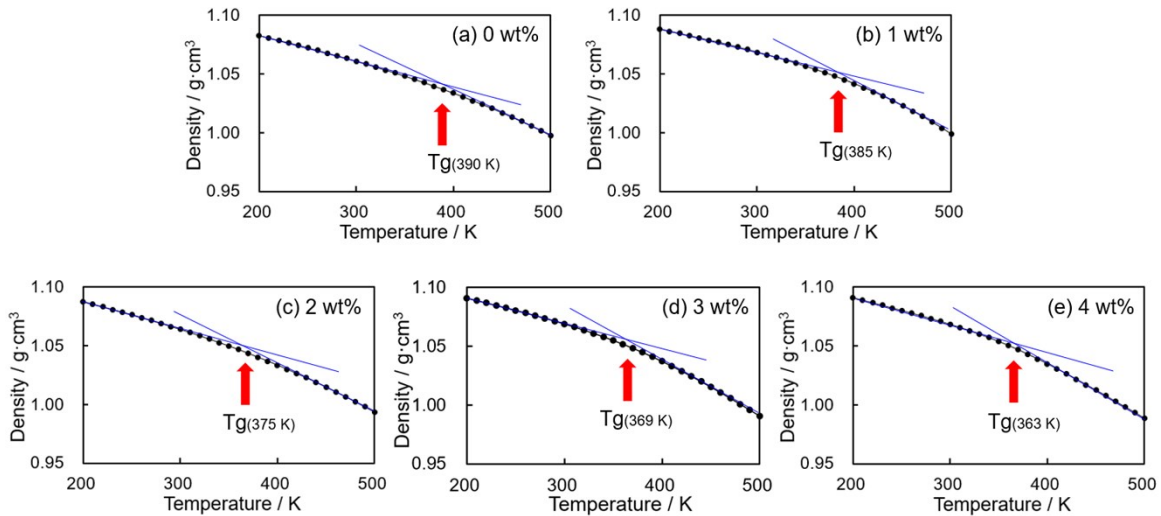 (a) 0 wt%
1.10
1.05
1.00
0.95
Density / g·cm³
200
300
400
500
Temperature / K
Tg(390 K)
(b) 1 wt%
1.10
1.05
1.00
0.95
Density / g·cm³
200
300
400
500
Temperature / K
Tg(385 K)
(c) 2 wt%
1.10
1.05
1.00
0.95
Density / g·cm³
200
300
400
500
Temperature / K
Tg(375 K)
(d) 3 wt%
1.10
1.05
1.00
0.95
Density / g·cm³
200
300
400
500
Temperature / K
Tg(369 K)
(e) 4 wt%
1.10
1.05
1.00
0.95
Density / g·cm³
200
300
400
500
Temperature / K
Tg(363 K)